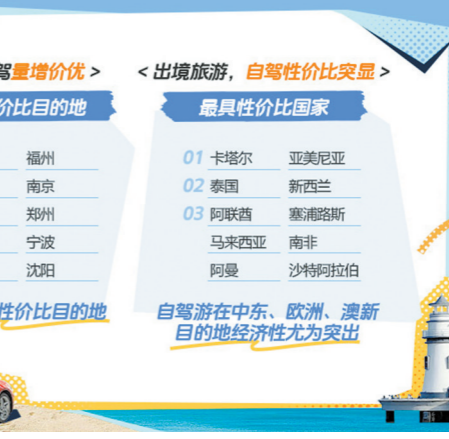 驾量增价优 >
价比目的地
福州
南京
郑州
宁波
沈阳
性价比目的地
< 出境旅游，自驾性价比突显 >
最具性价比国家
01 卡塔尔 亚美尼亚
02 泰国 新西兰
03 阿联酋 塞浦路斯
马来西亚 南非
阿曼 沙特阿拉伯
自驾游在中东、欧洲、澳新
目的地经济性尤为突出